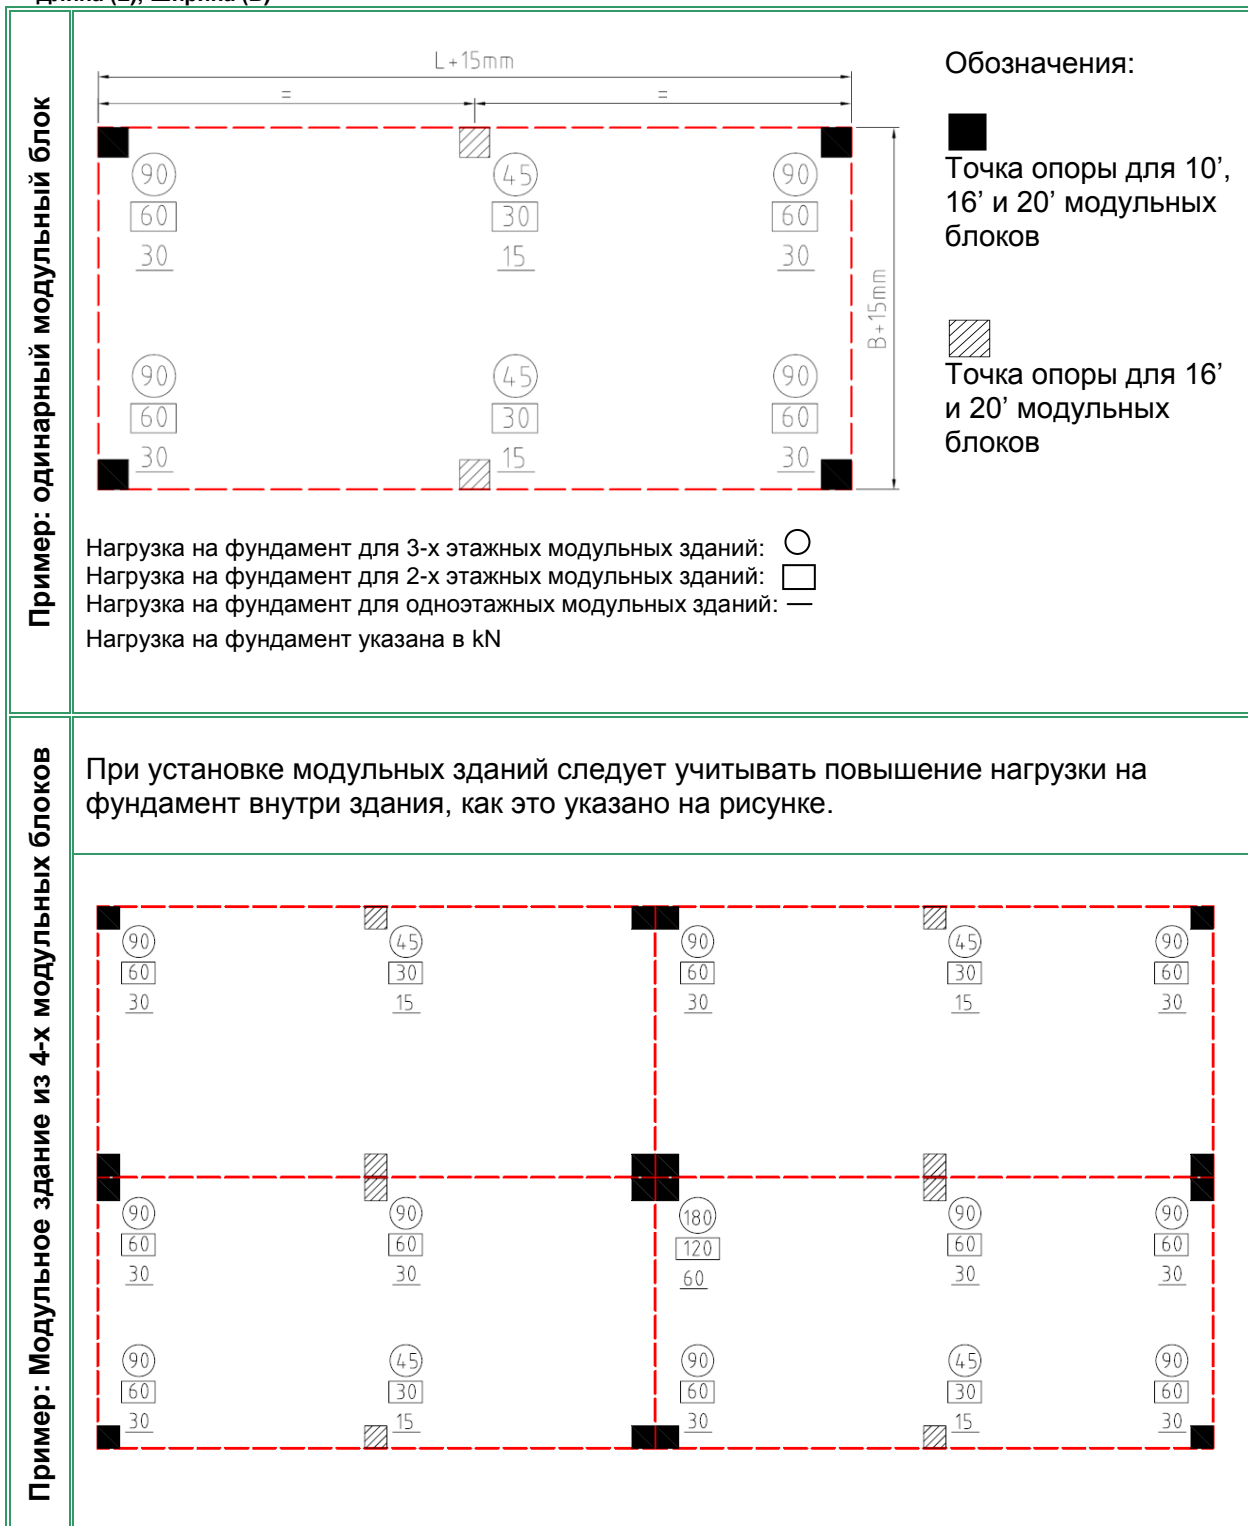 Длина (L), Ширина (B)
Пример: одинарный модульный блок
L+15mm
= =
90 45 90
60 30 60
30 15 30
B+15mm
90 45 90
60 30 60
30 15 30
Обозначения:
Точка опоры для 10’,
16’ и 20’ модульных
блоков
Точка опоры для 16’
и 20’ модульных
блоков
Нагрузка на фундамент для 3-х этажных модульных зданий:
Нагрузка на фундамент для 2-х этажных модульных зданий:
Нагрузка на фундамент для одноэтажных модульных зданий:
Нагрузка на фундамент указана в kN
Пример: Модульное здание из 4-х модульных блоков
При установке модульных зданий следует учитывать повышение нагрузки на
фундамент внутри здания, как это указано на рисунке.
90 45 90 45 90
60 30 60 30 60
30 15 30 15 30
90 90 180 90 90
60 60 120 60 60
30 30 60 30 30
90 45 90 45 90
60 30 60 30 60
30 15 30 15 30